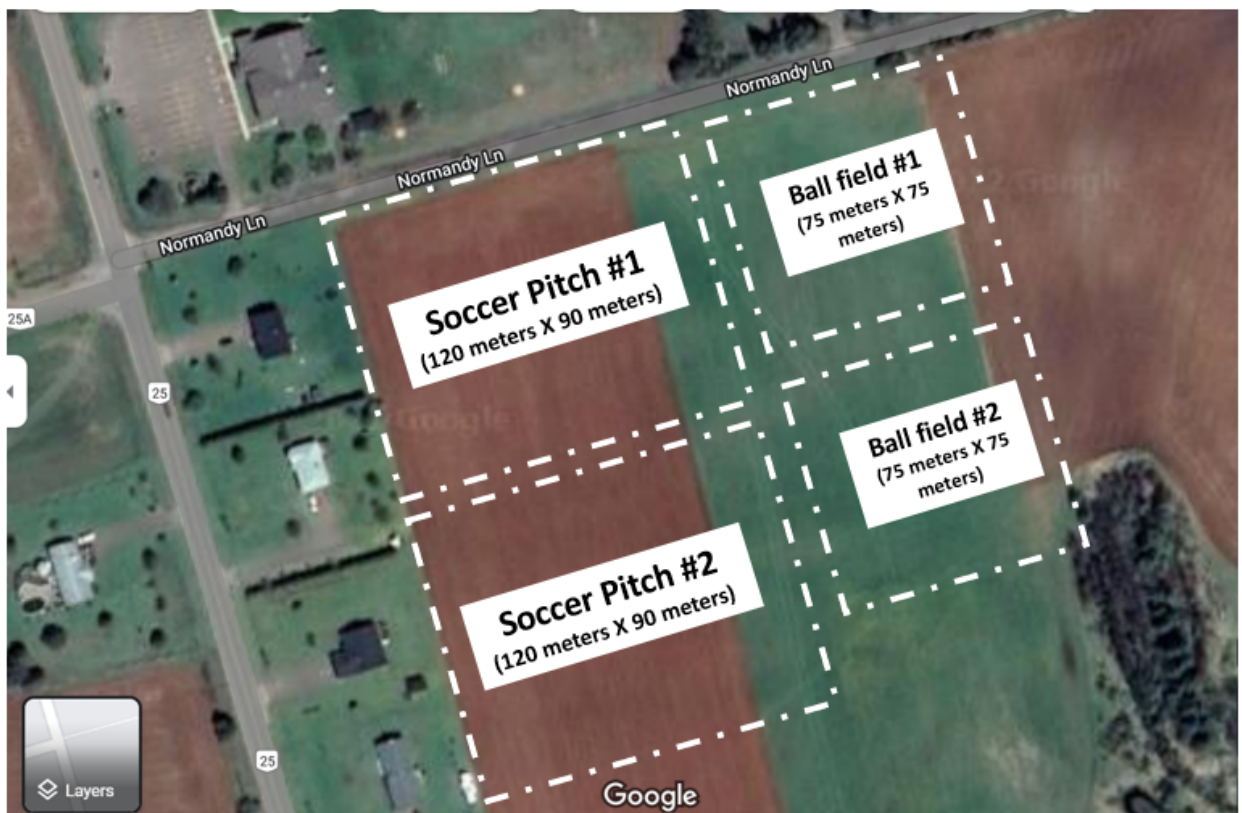 Normandy Ln
Normandy Ln
Normandy Ln
Ball field #1
(75 meters X 75
meters)
Soccer Pitch #1
(120 meters X 90 meters)
25A
25
Google
Google
Ball field #2
(75 meters X 75
meters)
Soccer Pitch #2
(120 meters X 90 meters)
25
Layers
Google